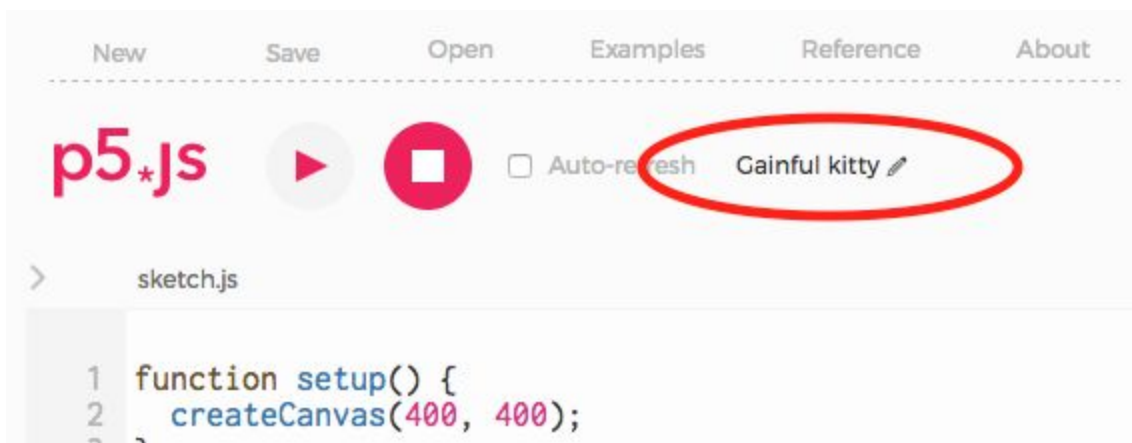 New Save Open Examples Reference About
p5*js Auto-refresh Gainful kitty
sketch.js
1 function setup() {
2 createCanvas(400, 400);